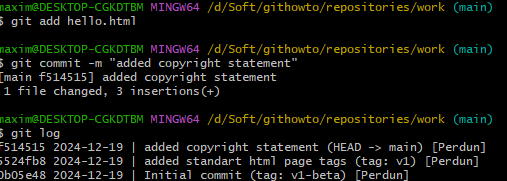 maxim@DESKTOP-CGKDTBM MINGW64 /d/Soft/githowto/repositories/work (main)
$ git add hello.html
maxim@DESKTOP-CGKDTBM MINGW64 /d/Soft/githowto/repositories/work (main)
$ git commit -m "added copyright statement"
[main f514515] added copyright statement
1 file changed, 3 insertions(+)
maxim@DESKTOP-CGKDTBM MINGW64 /d/Soft/githowto/repositories/work (main)
$ git log
f514515 2024-12-19 | added copyright statement (HEAD -> main) [Perdun]
5524fb8 2024-12-19 | added standart html page tags (tag: v1) [Perdun]
0b05e48 2024-12-19 | Initial commit (tag: v1-beta) [Perdun]